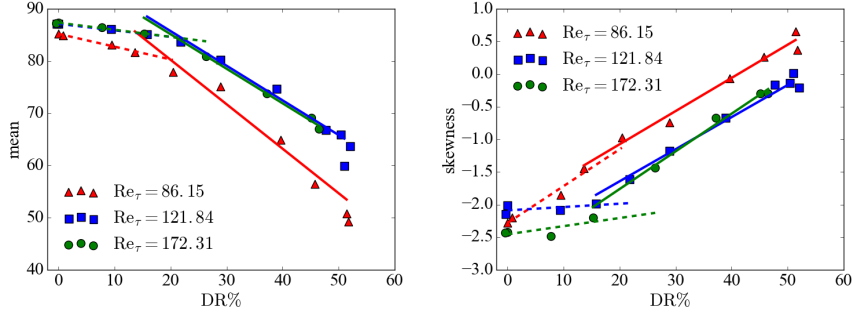 90
80
70
60
50
40
0 10 20 30 40 50 60
mean
DR%
Re_τ = 86.15
Re_τ = 121.84
Re_τ = 172.31
1.0
0.5
0.0
−0.5
−1.0
−1.5
−2.0
−2.5
−3.0
0 10 20 30 40 50 60
skewness
DR%
Re_τ = 86.15
Re_τ = 121.84
Re_τ = 172.31